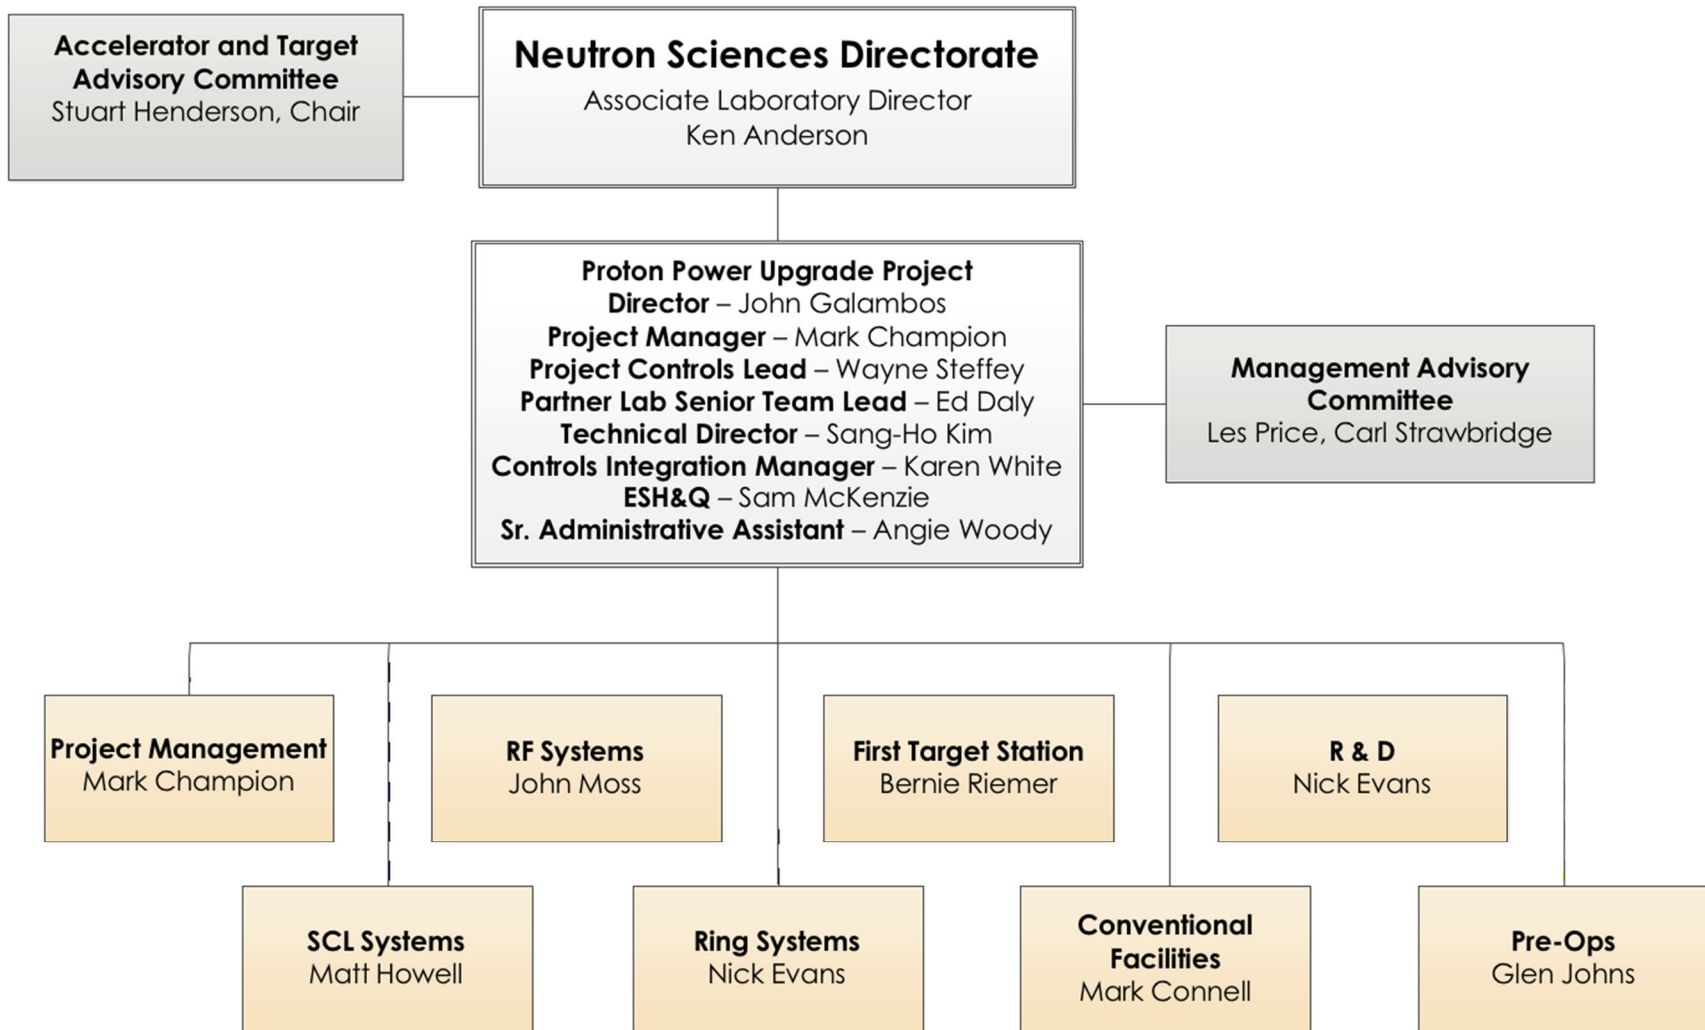 Accelerator and Target
Advisory Committee
Stuart Henderson, Chair
Neutron Sciences Directorate
Associate Laboratory Director
Ken Anderson
Proton Power Upgrade Project
Director – John Galambos
Project Manager – Mark Champion
Project Controls Lead – Wayne Steffey
Partner Lab Senior Team Lead – Ed Daly
Technical Director – Sang-Ho Kim
Controls Integration Manager – Karen White
ESH&Q – Sam McKenzie
Sr. Administrative Assistant – Angie Woody
Management Advisory
Committee
Les Price, Carl Strawbridge
Project Management
Mark Champion
RF Systems
John Moss
First Target Station
Bernie Riemer
R & D
Nick Evans
SCL Systems
Matt Howell
Ring Systems
Nick Evans
Conventional
Facilities
Mark Connell
Pre-Ops
Glen Johns